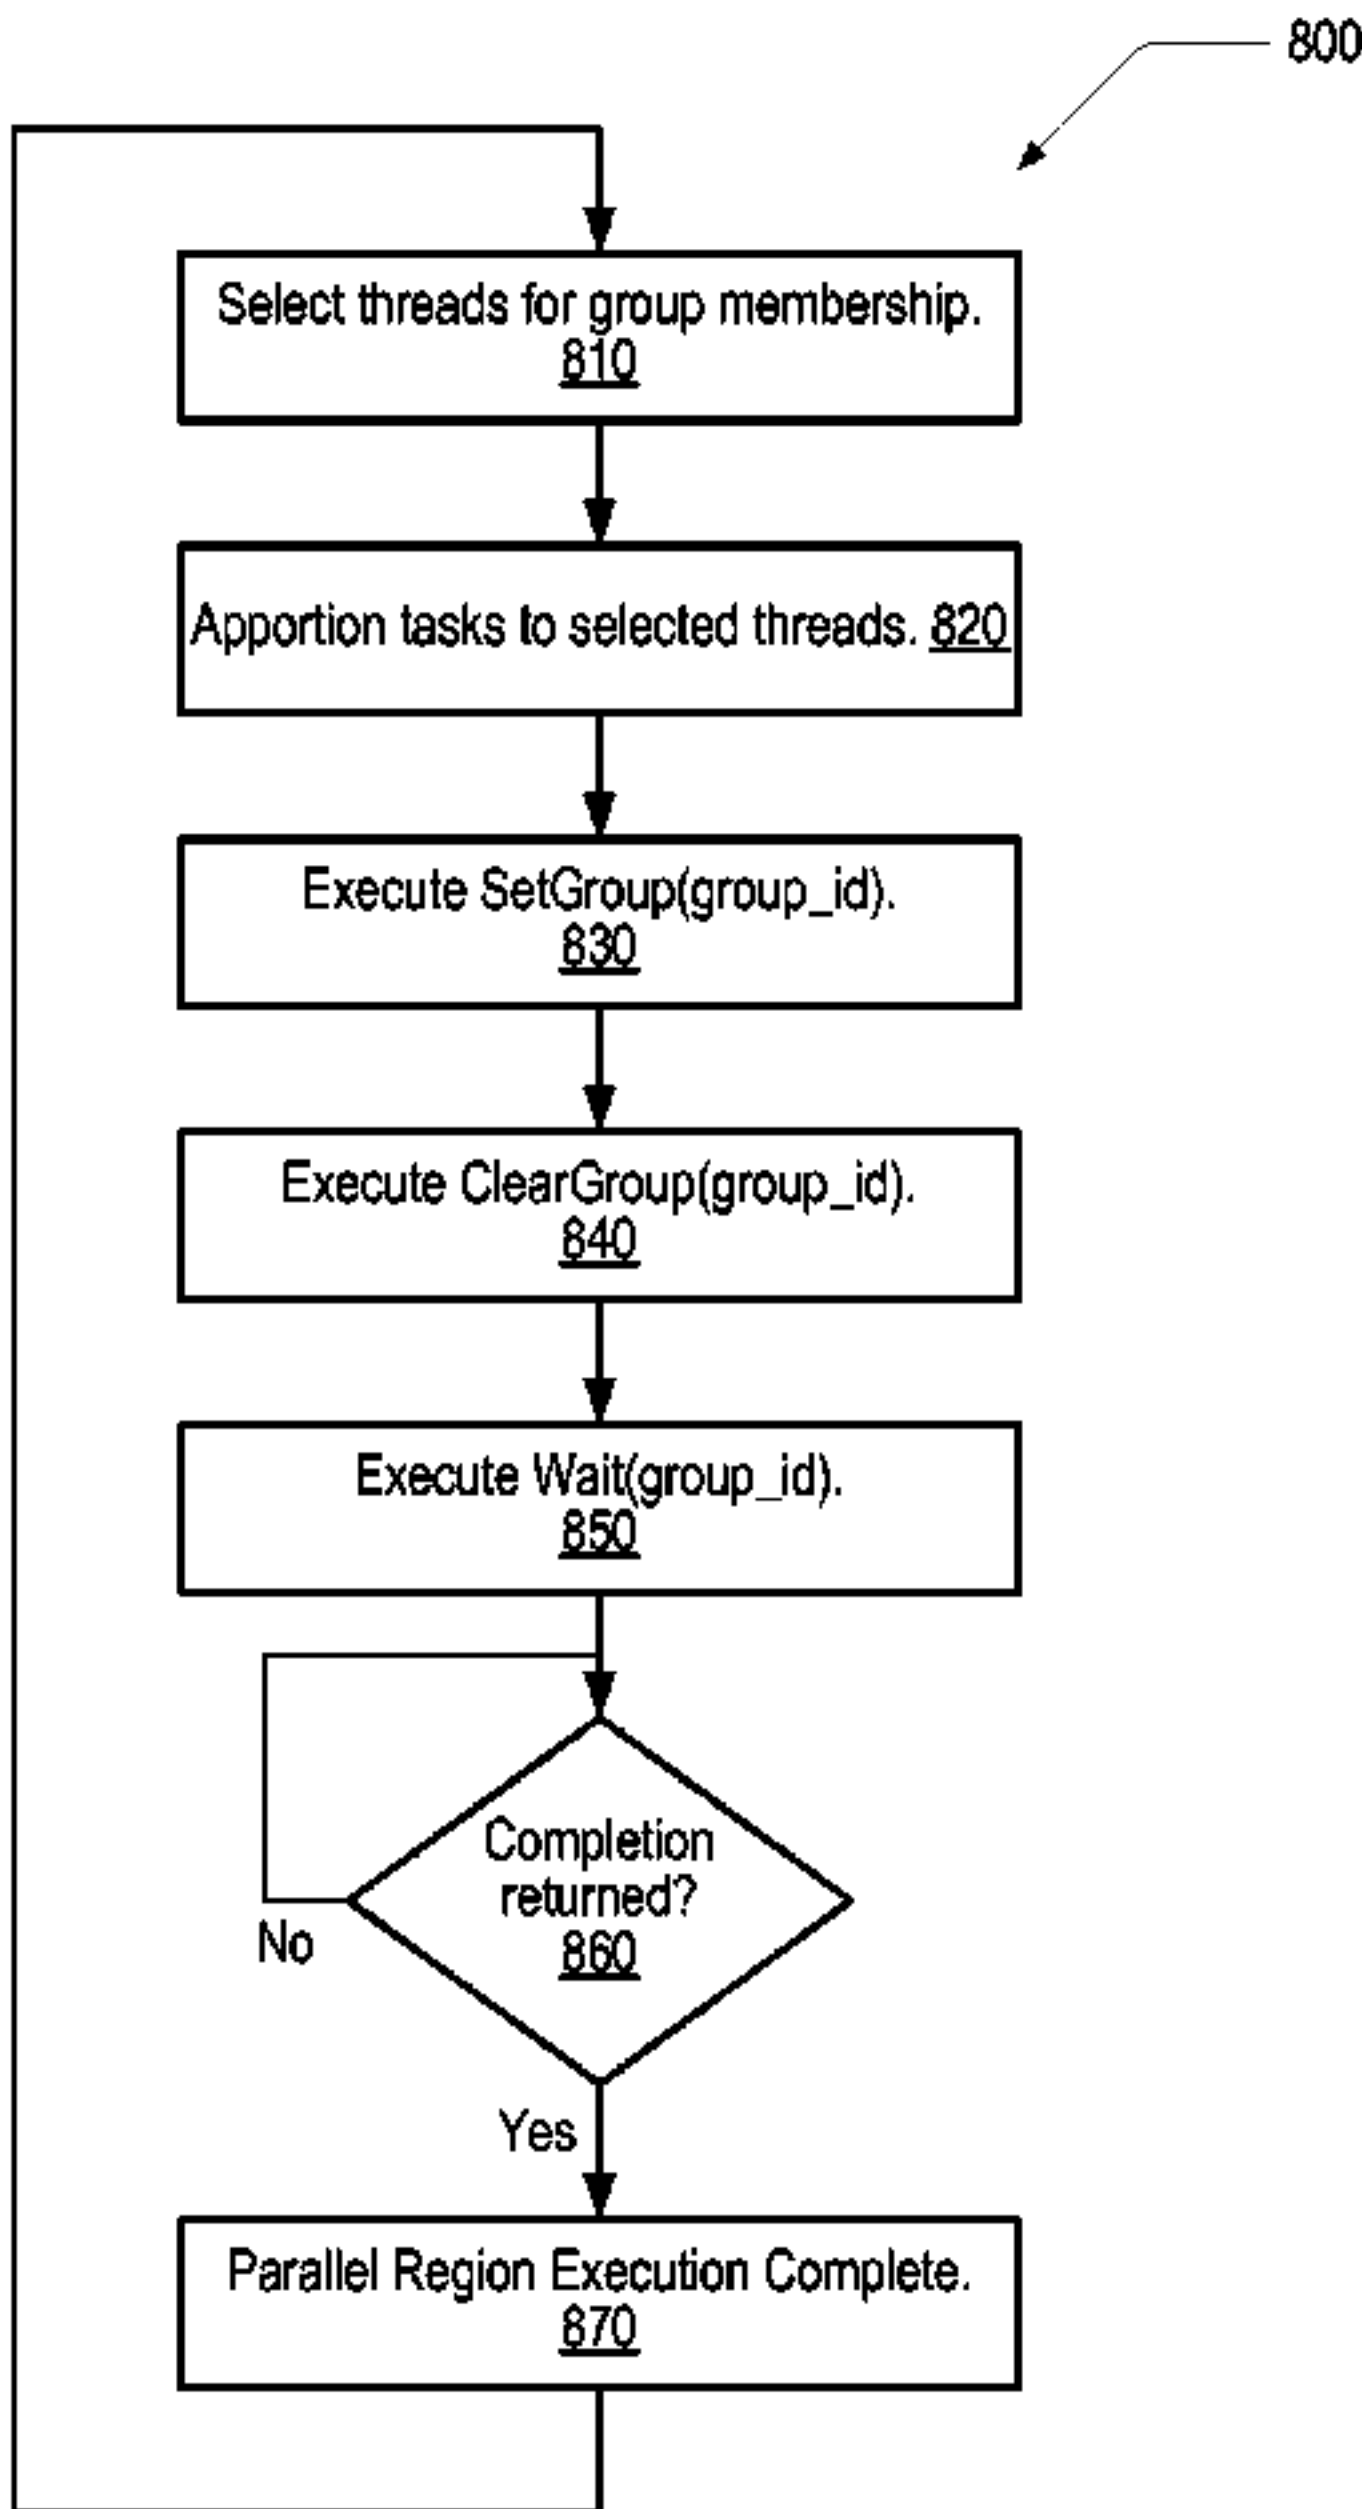 800
Select threads for group membership.
810
Apportion tasks to selected threads. 820
Execute SetGroup(group_id).
830
Execute ClearGroup(group_id).
840
Execute Wait(group_id).
850
Completion
returned?
860
No
Yes
Parallel Region Execution Complete.
870